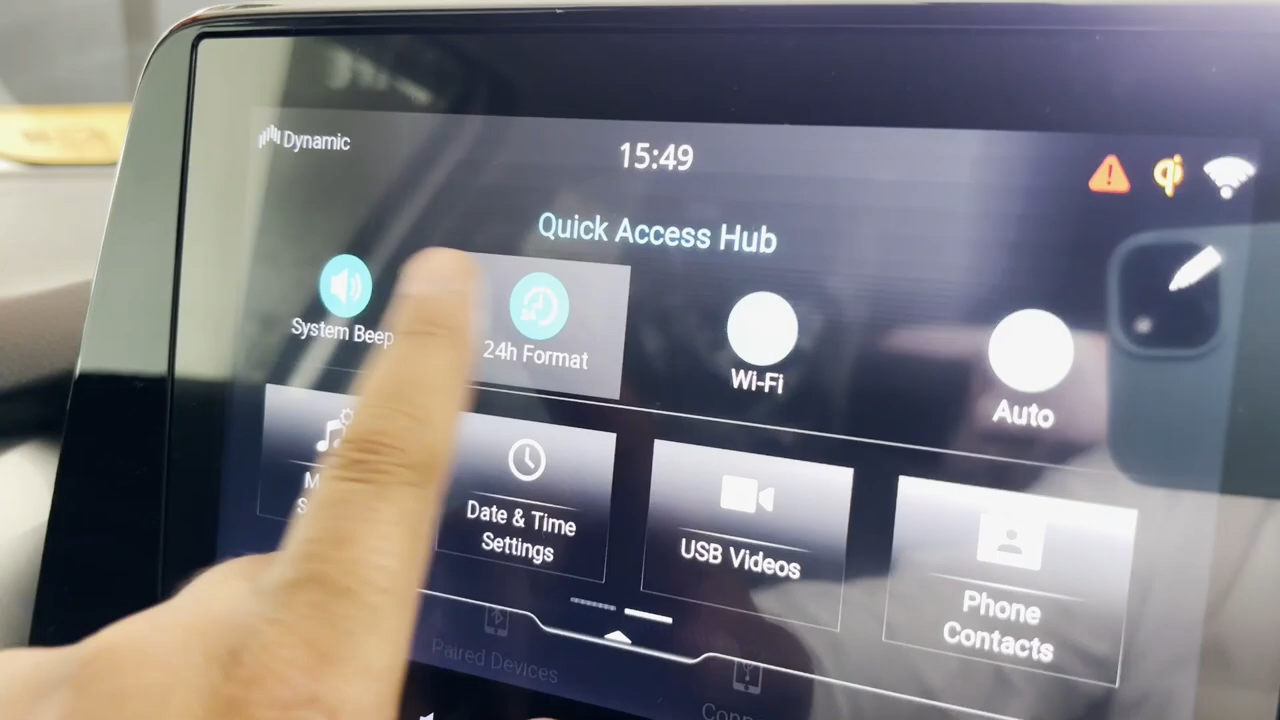 Dynamic
15:49
Quick Access Hub
System Beep
24h Format
Wi-Fi
Auto
Date & Time
Settings
USB Videos
Phone
Contacts
Paired Devices